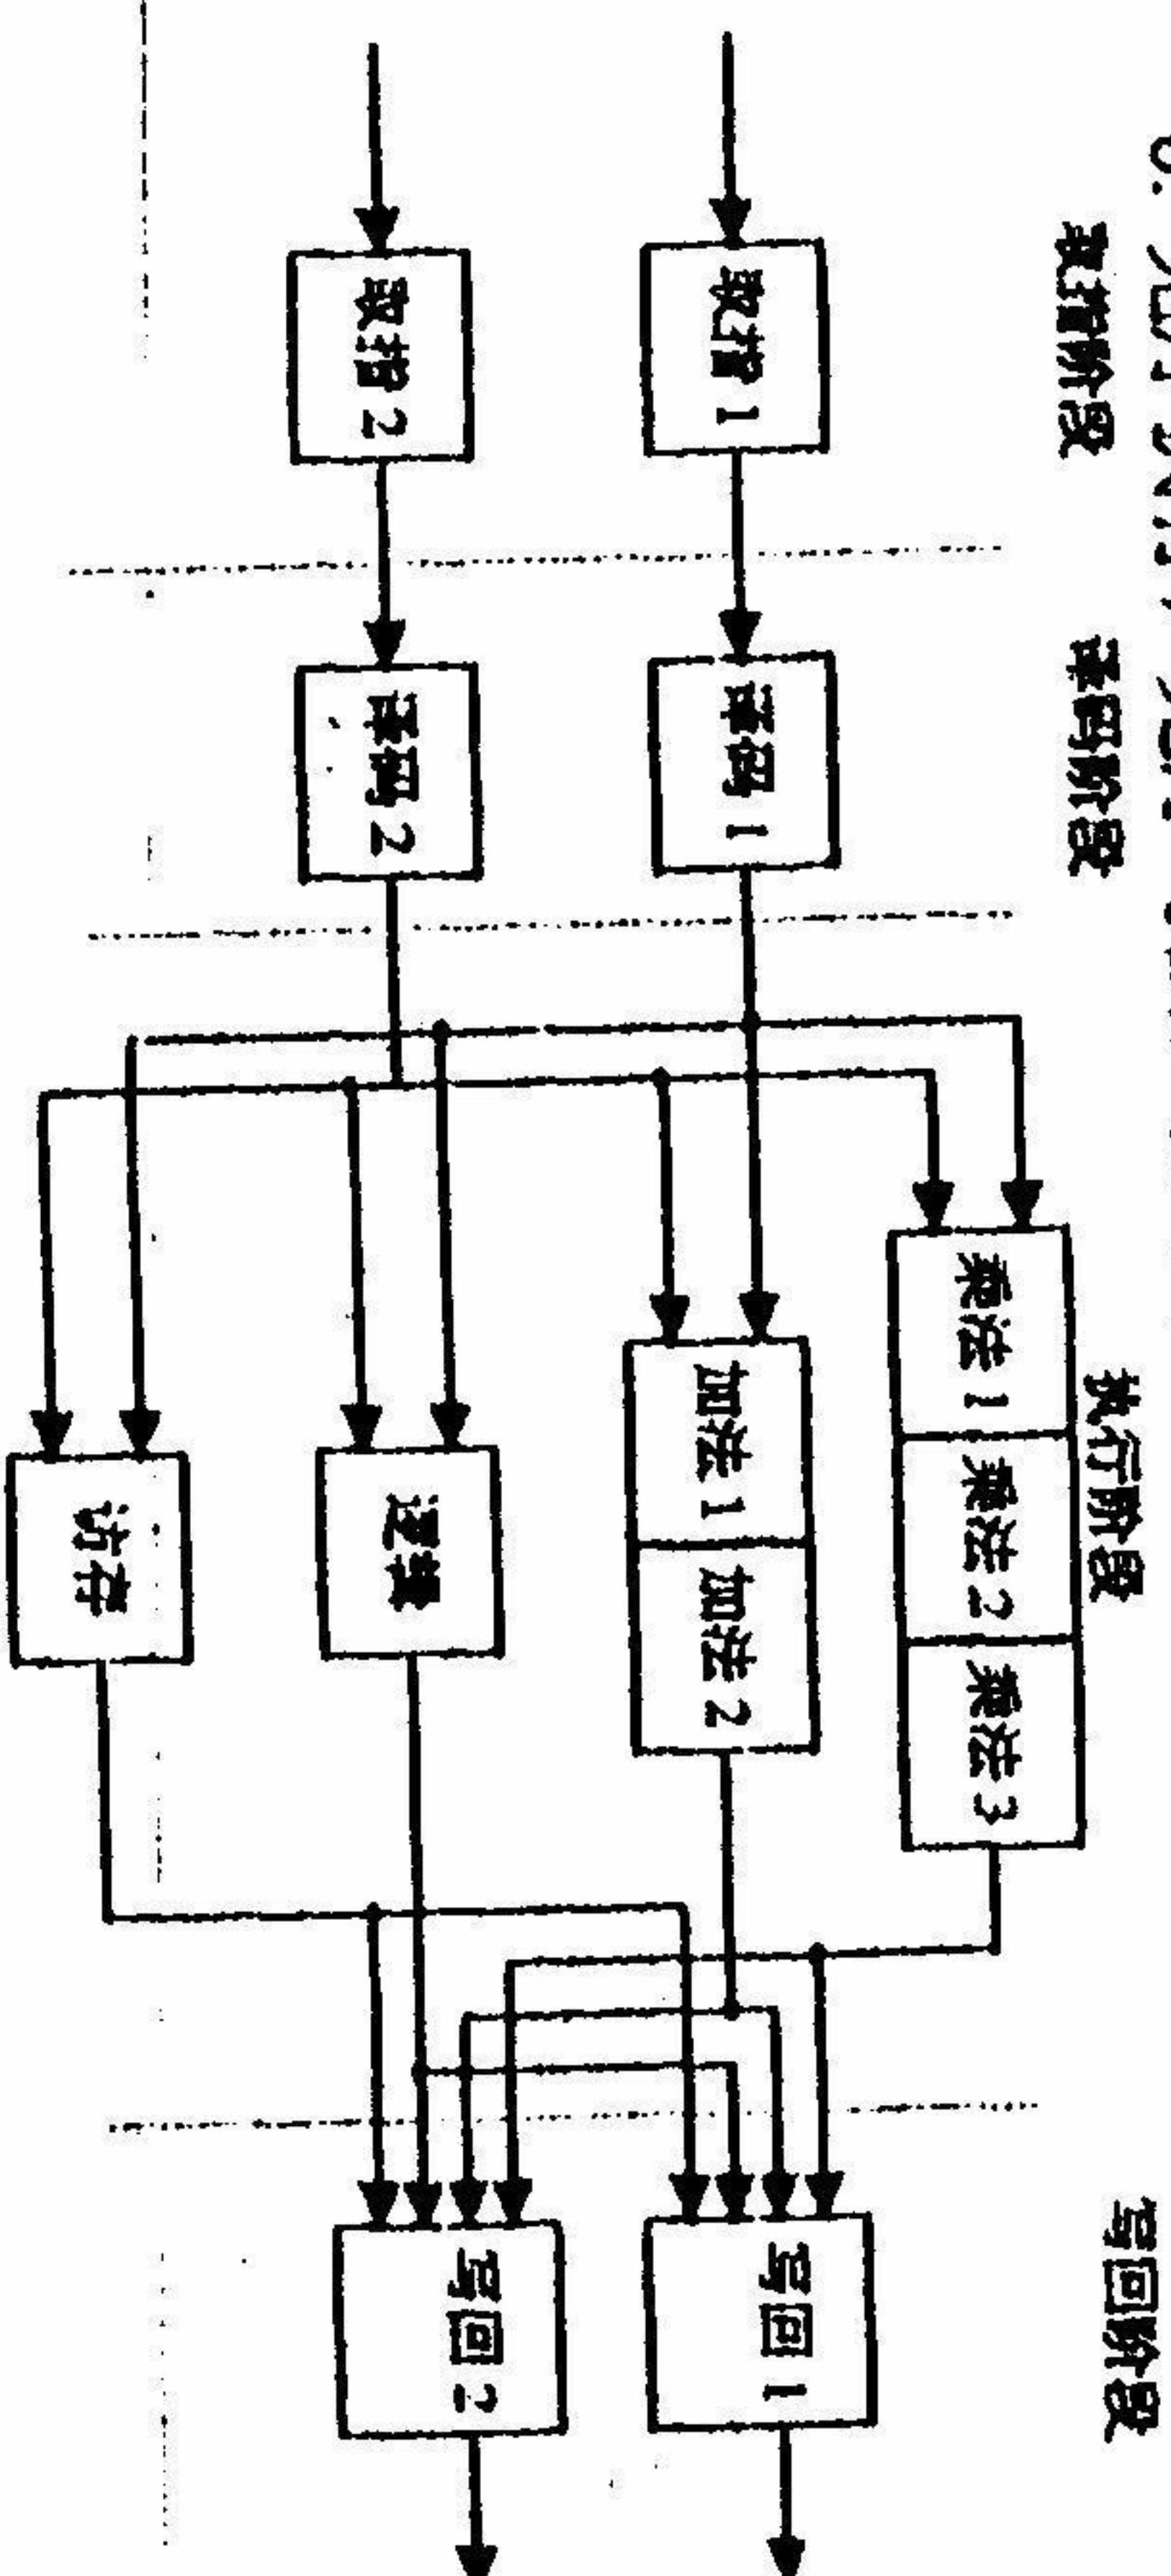 取指阶段
译码阶段
执行阶段
写回阶段
取指1
译码1
乘法1
乘法2
乘法3
加法1
加法2
写回1
取指2
译码2
逻辑
访存
写回2